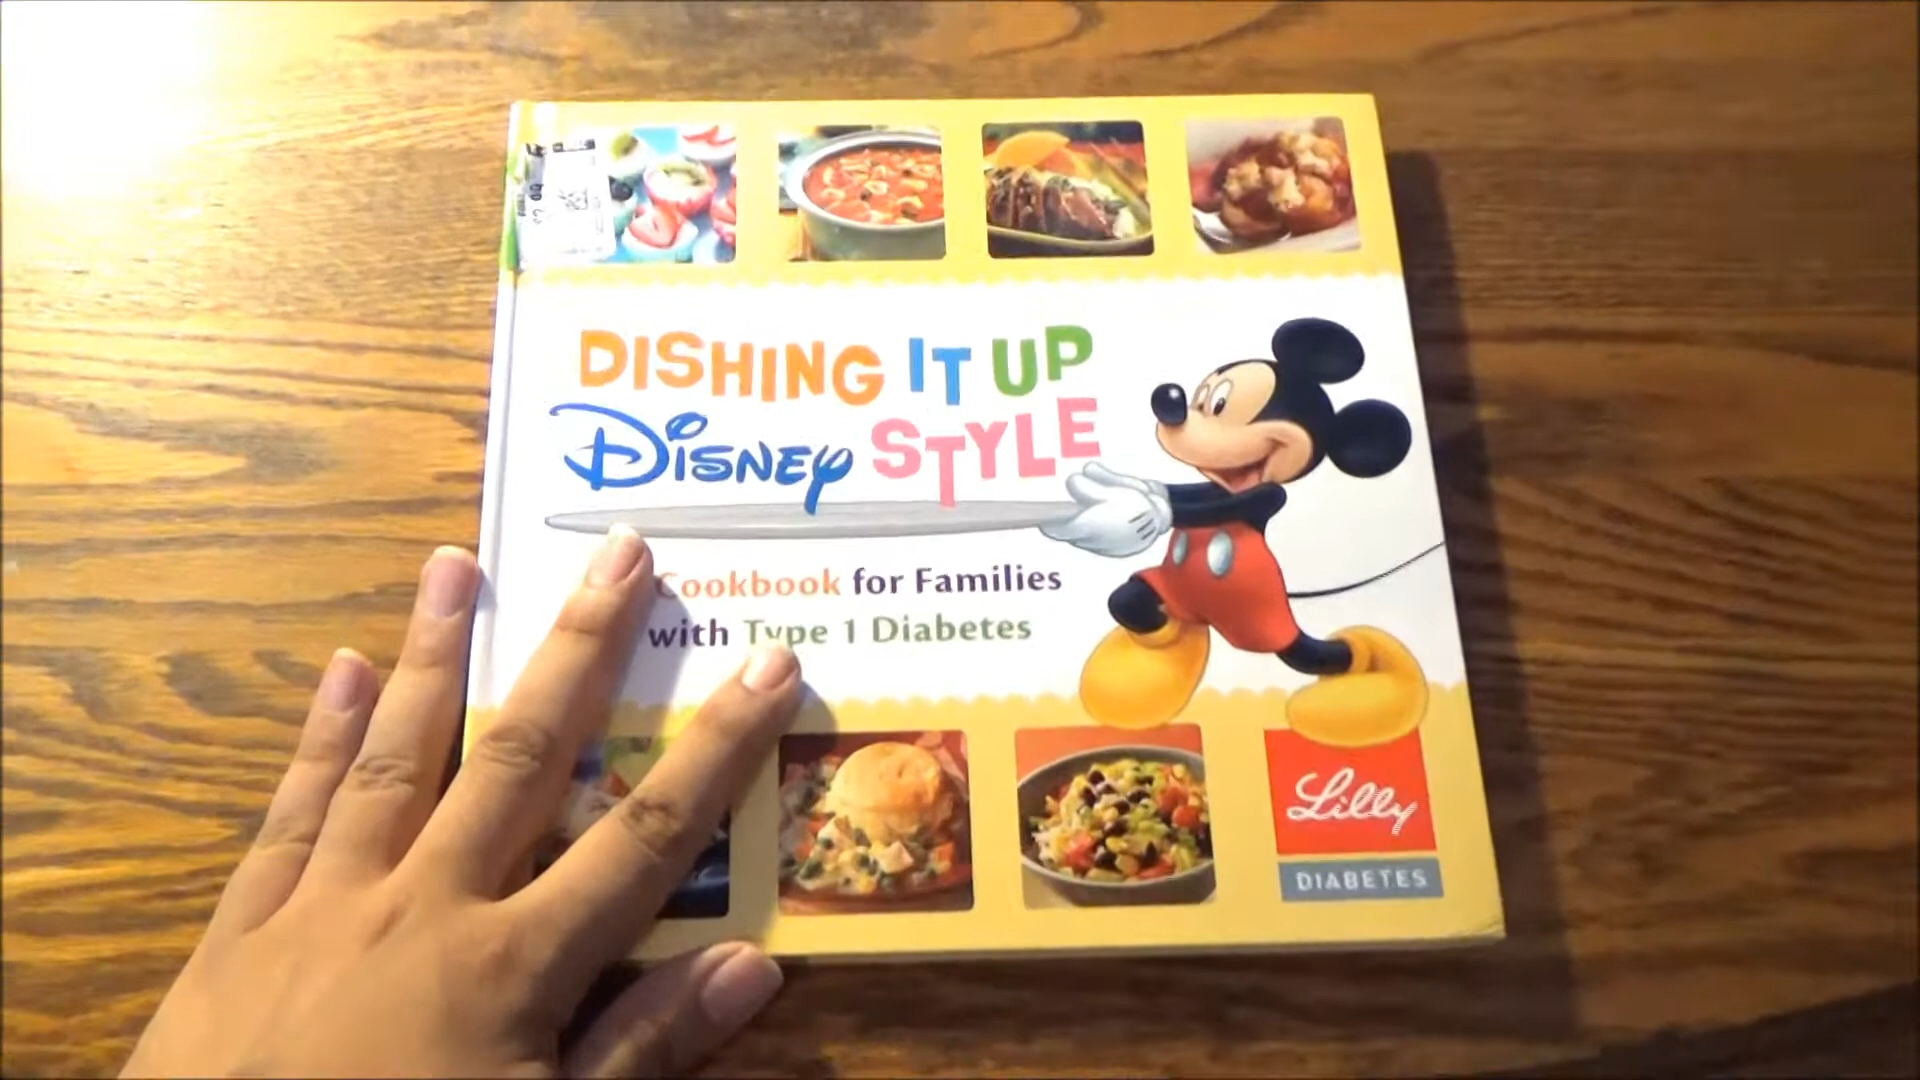 DISHING IT UP
DISNEY STYLE
Cookbook for Families
with Type 1 Diabetes
Lilly
DIABETES